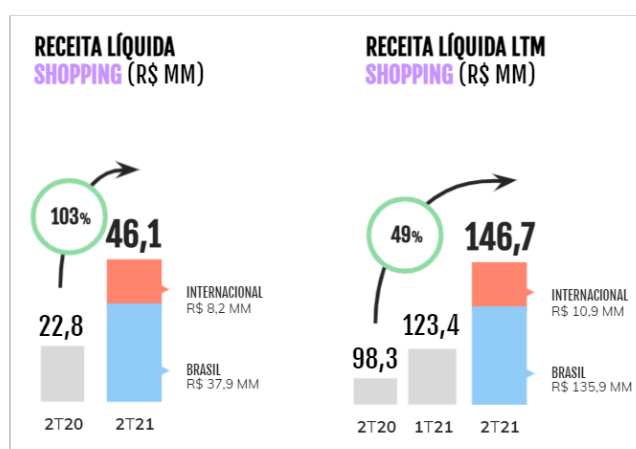 RECEITA LÍQUIDA
SHOPPING (R$ MM)
103%
46,1
22,8
INTERNACIONAL
R$ 8,2 MM
BRASIL
R$ 37,9 MM
2T20 2T21
RECEITA LÍQUIDA LTM
SHOPPING (R$ MM)
49%
146,7
123,4
98,3
INTERNACIONAL
R$ 10,9 MM
BRASIL
R$ 135,9 MM
2T20 1T21 2T21